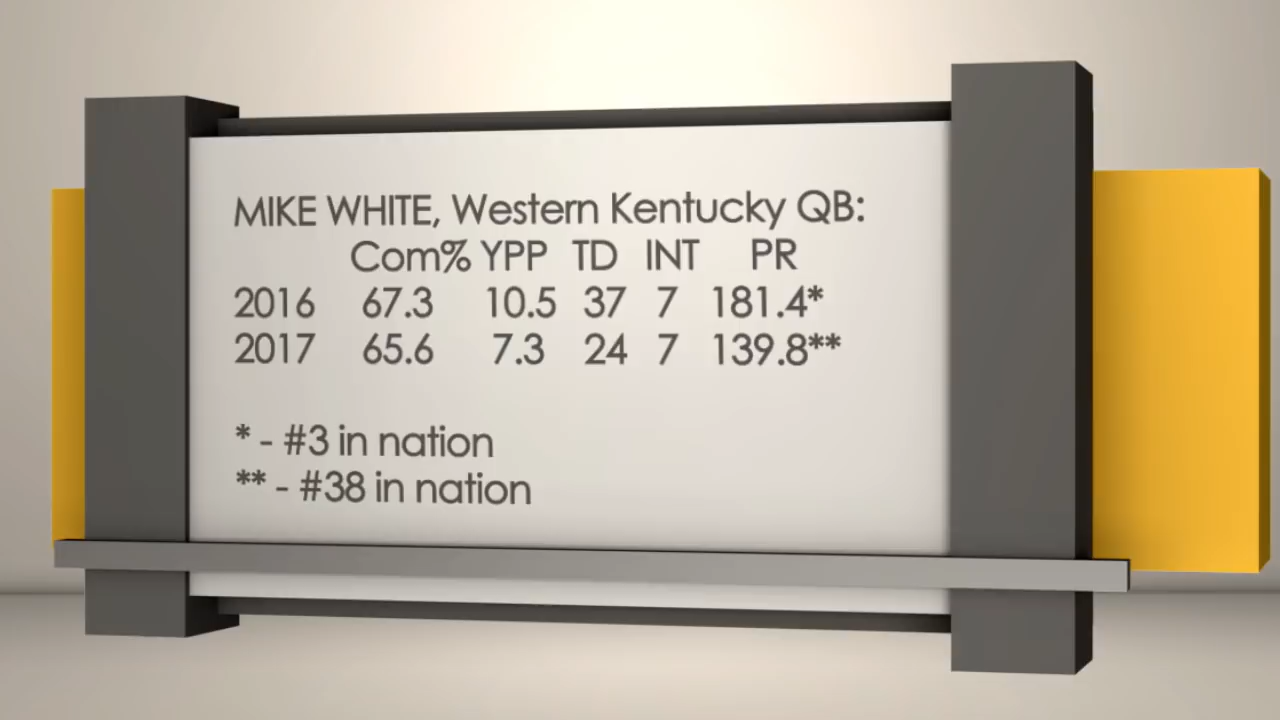 MIKE WHITE, Western Kentucky QB:
Com% YPP TD INT PR
2016 67.3 10.5 37 7 181.4*
2017 65.6 7.3 24 7 139.8**
* - #3 in nation
** - #38 in nation